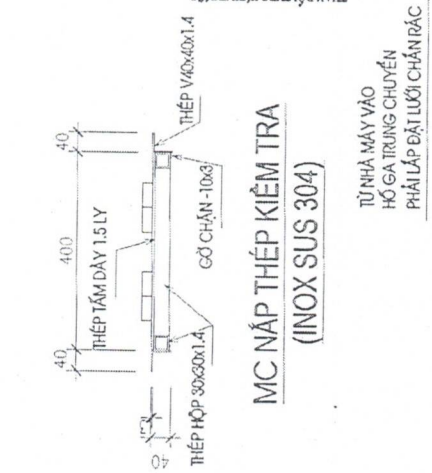 40
400
40
THÉP TẤM DÀY 1.5 LY
THÉP V40x40x1.4
40
THÉP HỘP 30x30x1.4
GỜ CHẶN -10x3
MC NẮP THÉP KIỂM TRA
(INOX SUS 304)
TỪ NHÀ MÁY VÀO
HỐ GA TRUNG CHUYỂN
PHẢI LẮP ĐẶT LƯỚI CHẮN RÁC